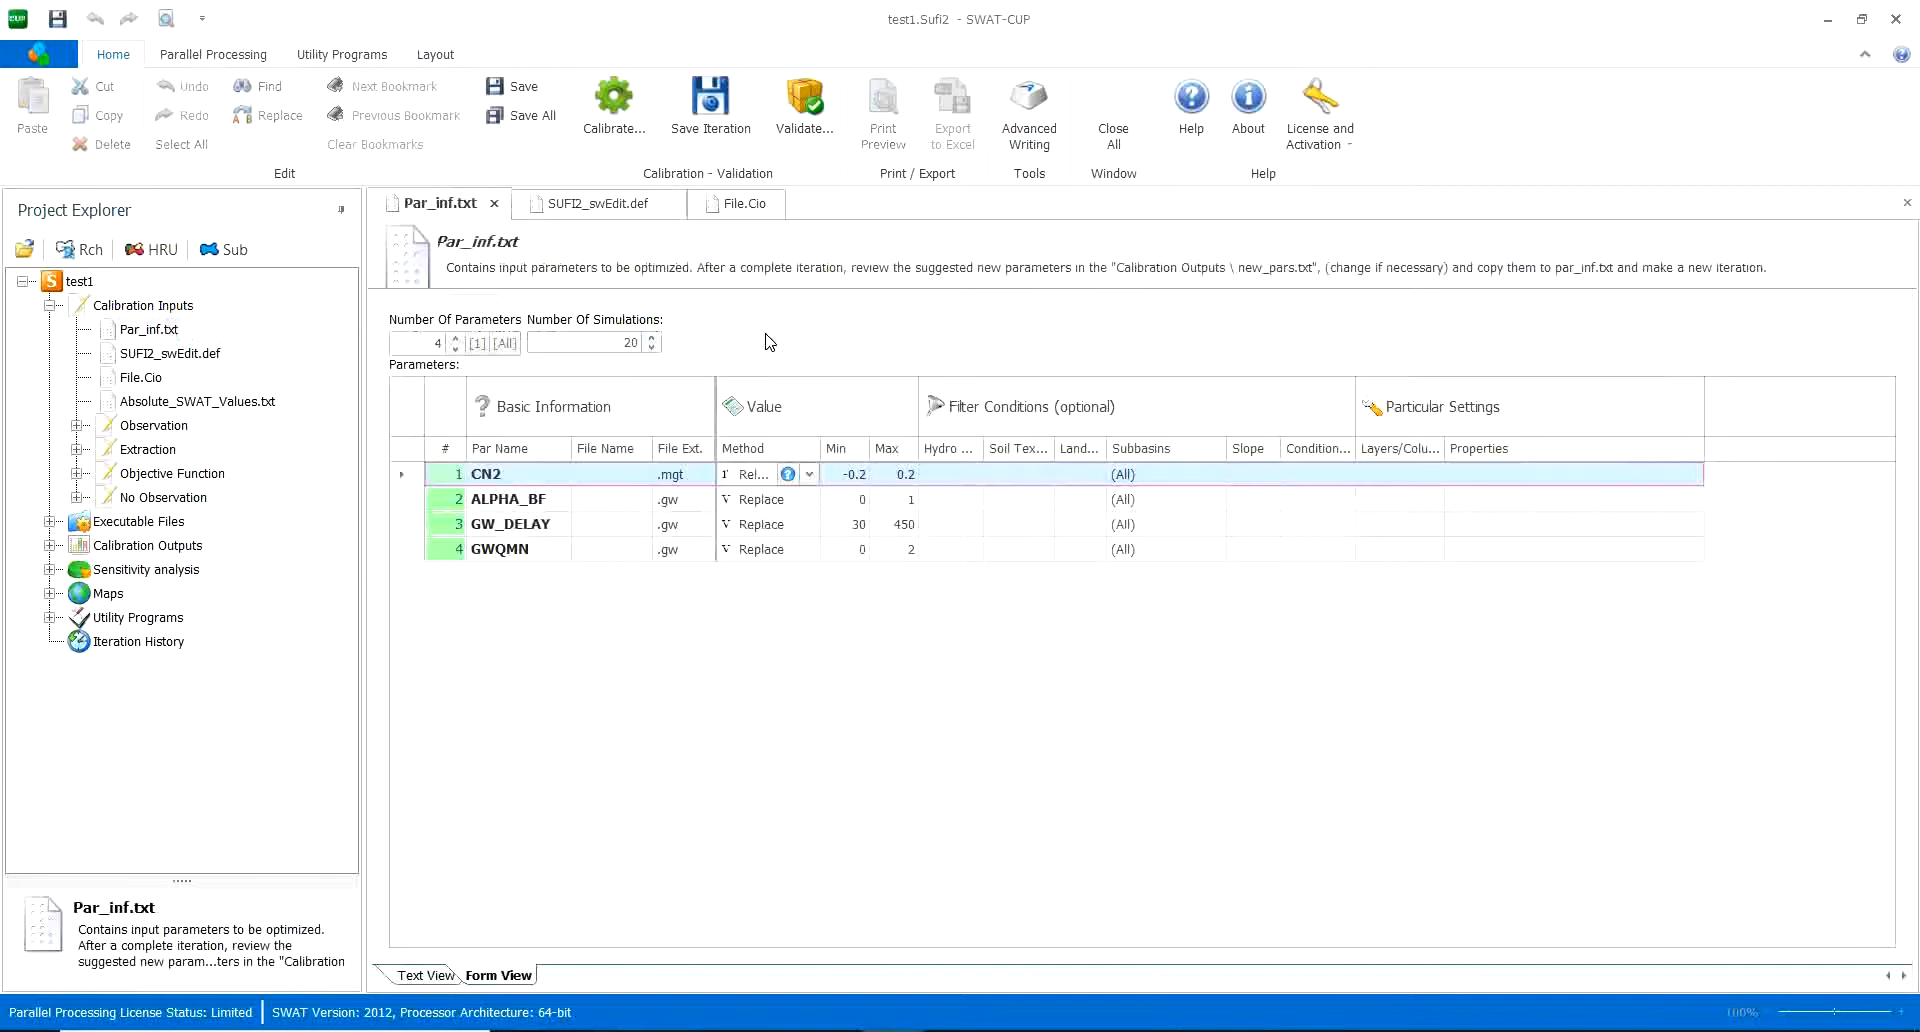 CUP
test1.Sufi2 - SWAT-CUP
Home Parallel Processing Utility Programs Layout
Paste
Cut
Copy
Delete
Undo
Redo
Select All
Find
Replace
Next Bookmark
Previous Bookmark
Clear Bookmarks
Edit
Save
Save All
Calibrate...
Save Iteration
Validate...
Calibration - Validation
Print
Preview
Export
to Excel
Print / Export
Advanced
Writing
Tools
Close
All
Window
Help
About
License and
Activation
Help
Project Explorer
Rch HRU Sub
test1
Calibration Inputs
Par_inf.txt
SUFI2_swEdit.def
File.Cio
Absolute_SWAT_Values.txt
Observation
Extraction
Objective Function
No Observation
Executable Files
Calibration Outputs
Sensitivity analysis
Maps
Utility Programs
Iteration History
Par_inf.txt
Contains input parameters to be optimized.
After a complete iteration, review the
suggested new param...ters in the "Calibration
Par_inf.txt SUFI2_swEdit.def File.Cio
Par_inf.txt
Contains input parameters to be optimized. After a complete iteration, review the suggested new parameters in the "Calibration Outputs \ new_pars.txt", (change if necessary) and copy them to par_inf.txt and make a new iteration.
Number Of Parameters Number Of Simulations:
4 [1] [All] 20
Parameters:
Basic Information Value Filter Conditions (optional) Particular Settings
# Par Name File Name File Ext. Method Min Max Hydro ... Soil Tex... Land... Subbasins Slope Condition... Layers/Colu... Properties
1 CN2 .mgt r Rel... -0.2 0.2 (All)
2 ALPHA_BF .gw v Replace 0 1 (All)
3 GW_DELAY .gw v Replace 30 450 (All)
4 GWQMN .gw v Replace 0 2 (All)
Text View Form View
Parallel Processing License Status: Limited SWAT Version: 2012, Processor Architecture: 64-bit 100%